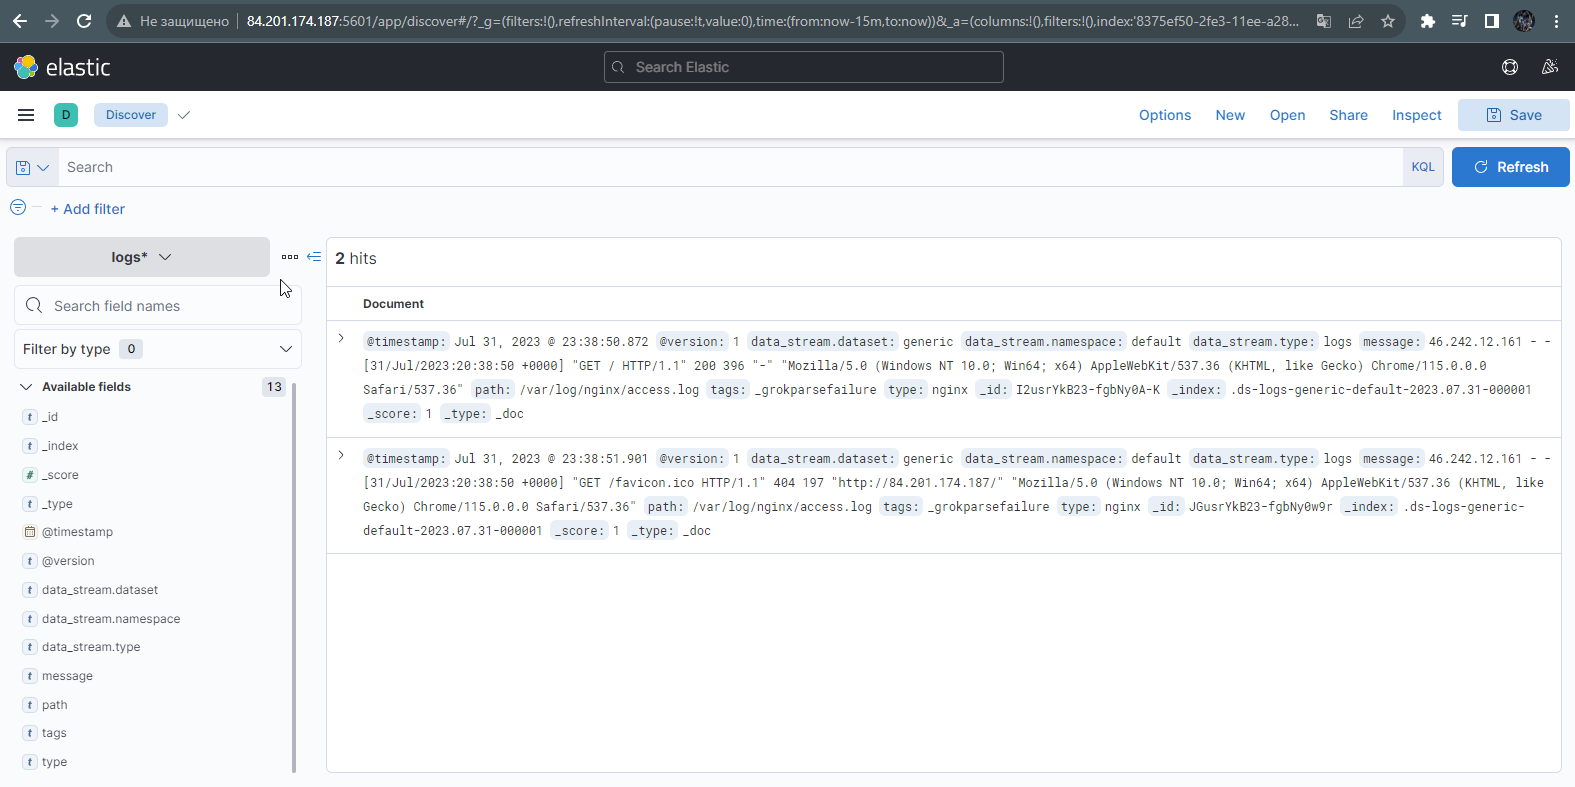 Не защищено 84.201.174.187:5601/app/discover#/?_g=(filters:!(),refreshInterval:(pause:!t,value:0),time:(from:now-15m,to:now))&_a=(columns:!(),filters:!(),index:'8375ef50-2fe3-11ee-a28...
elastic
Search Elastic
D
Discover
Options New Open Share Inspect Save
Search
KQL
Refresh
+ Add filter
logs*
2 hits
Search field names
Document
Filter by type 0
Available fields 13
t _id
t _index
# _score
t _type
@timestamp
t @version
t data_stream.dataset
t data_stream.namespace
t data_stream.type
t message
t path
t tags
t type
@timestamp: Jul 31, 2023 @ 23:38:50.872 @version: 1 data_stream.dataset: generic data_stream.namespace: default data_stream.type: logs message: 46.242.12.161 - -
[31/Jul/2023:20:38:50 +0000] "GET / HTTP/1.1" 200 396 "-" "Mozilla/5.0 (Windows NT 10.0; Win64; x64) AppleWebKit/537.36 (KHTML, like Gecko) Chrome/115.0.0.0
Safari/537.36" path: /var/log/nginx/access.log tags: _grokparsefailure type: nginx _id: I2usrYkB23-fgbNy0A-K _index: .ds-logs-generic-default-2023.07.31-000001
_score: 1 _type: _doc
@timestamp: Jul 31, 2023 @ 23:38:51.901 @version: 1 data_stream.dataset: generic data_stream.namespace: default data_stream.type: logs message: 46.242.12.161 - -
[31/Jul/2023:20:38:50 +0000] "GET /favicon.ico HTTP/1.1" 404 197 "http://84.201.174.187/" "Mozilla/5.0 (Windows NT 10.0; Win64; x64) AppleWebKit/537.36 (KHTML, like
Gecko) Chrome/115.0.0.0 Safari/537.36" path: /var/log/nginx/access.log tags: _grokparsefailure type: nginx _id: JGusrYkB23-fgbNy0w9r _index: .ds-logs-generic-
default-2023.07.31-000001 _score: 1 _type: _doc